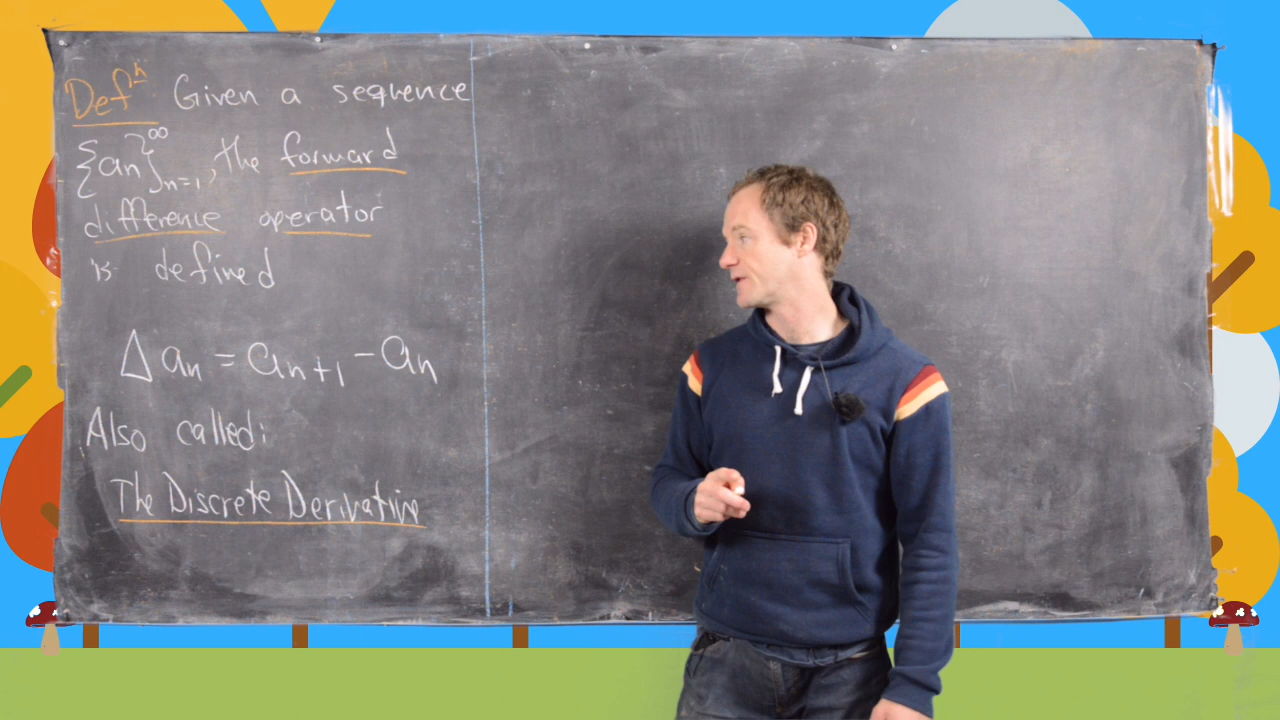 Defⁿ Given a sequence
{aₙ}^∞ₙ₌₁, the forward
difference operator
is defined
Δaₙ = aₙ₊₁ - aₙ
Also called:
The Discrete Derivative